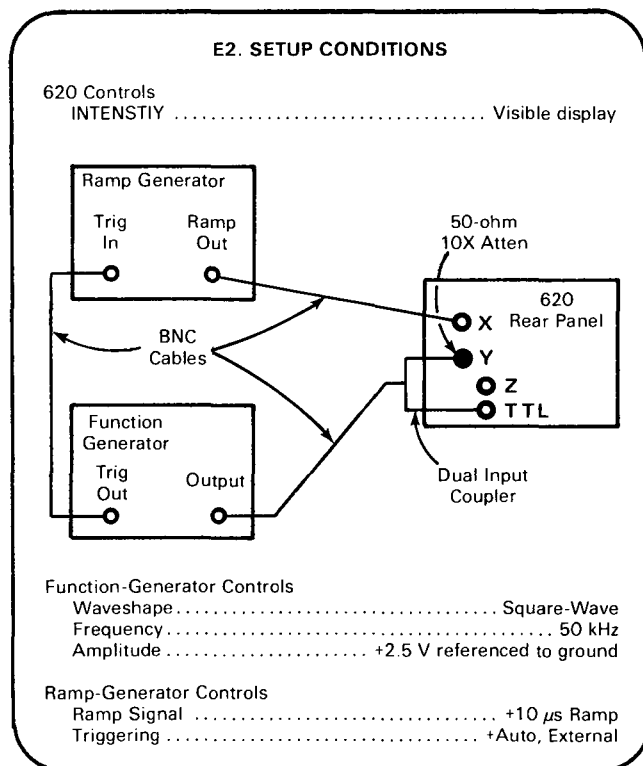 E2. SETUP CONDITIONS
620 Controls
INTENSTIY ................................. Visible display
Ramp Generator
Trig
In
Ramp
Out
50-ohm
10X Atten
620
Rear Panel
X
Y
Z
TTL
BNC
Cables
Function
Generator
Trig
Out
Output
Dual Input
Coupler
Function-Generator Controls
Waveshape ................................... Square-Wave
Frequency ........................................ 50 kHz
Amplitude ..................... +2.5 V referenced to ground
Ramp-Generator Controls
Ramp Signal ................................ +10 µs Ramp
Triggering ................................ +Auto, External